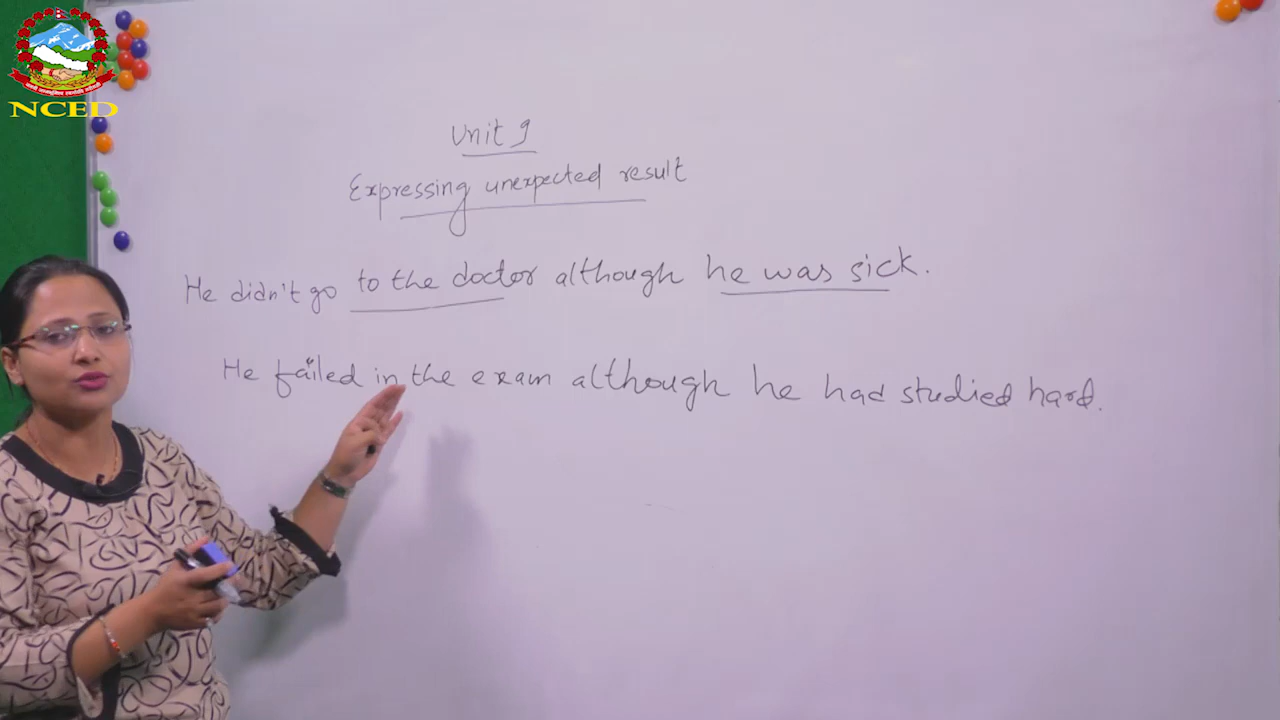 NCED
Unit 9
Expressing unexpected result
He didn't go to the doctor although he was sick.
He failed in the exam although he had studied hard.